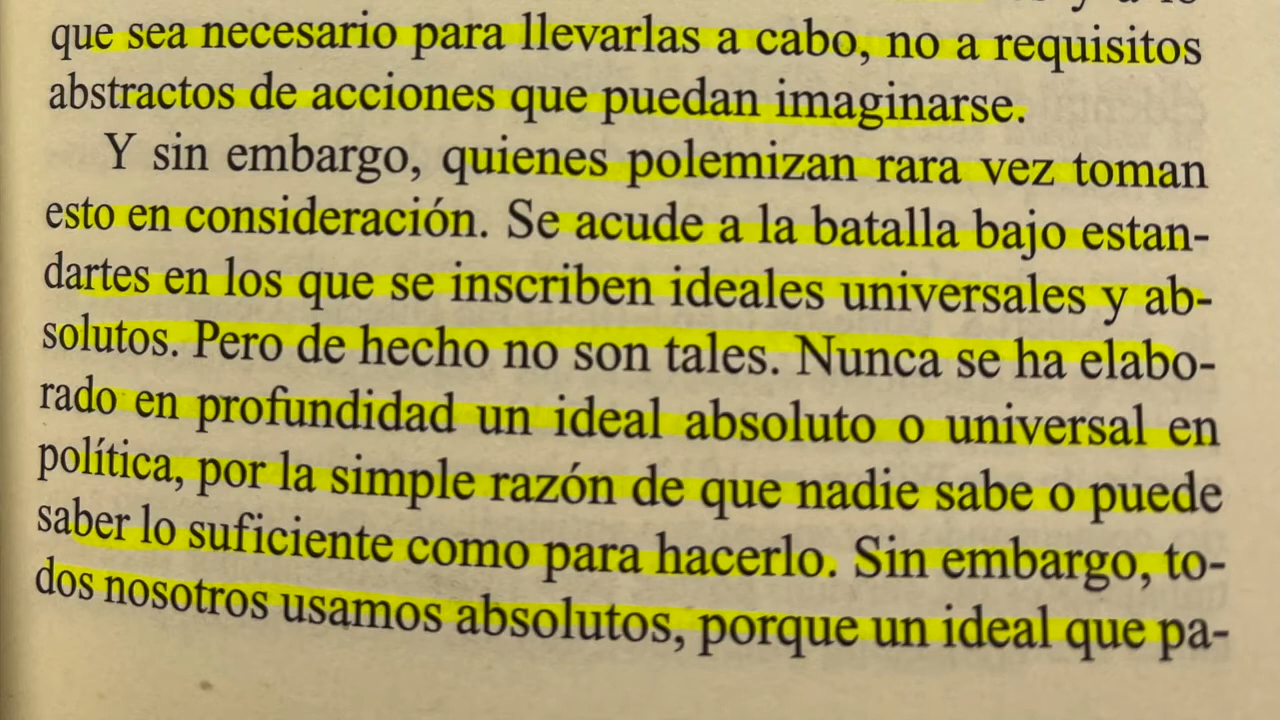 que sea necesario para llevarlas a cabo, no a requisitos
abstractos de acciones que puedan imaginarse.
Y sin embargo, quienes polemizan rara vez toman
esto en consideración. Se acude a la batalla bajo estan-
dartes en los que se inscriben ideales universales y ab-
solutos. Pero de hecho no son tales. Nunca se ha elabo-
rado en profundidad un ideal absoluto o universal en
política, por la simple razón de que nadie sabe o puede
saber lo suficiente como para hacerlo. Sin embargo, to-
dos nosotros usamos absolutos, porque un ideal que pa-